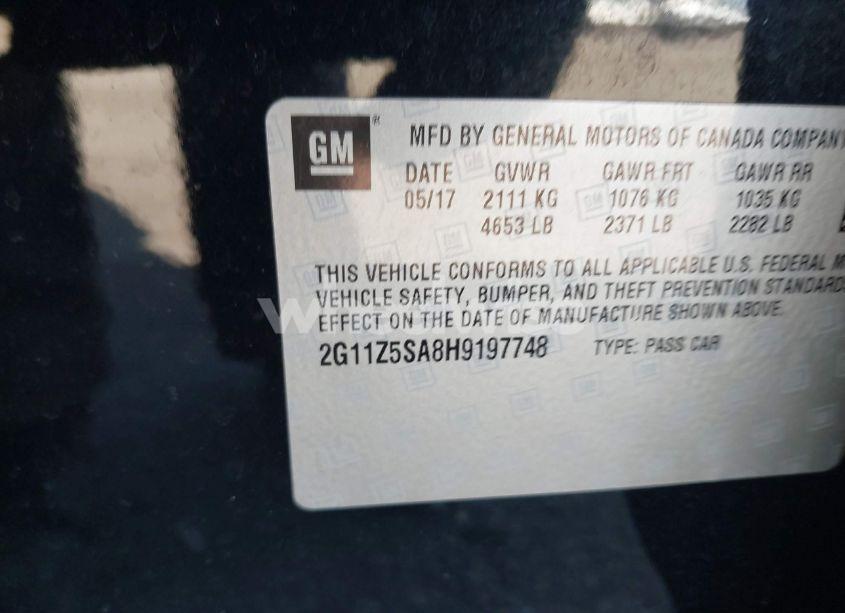 GM
MFD BY GENERAL MOTORS OF CANADA COMPANY
DATE GVWR GAWR FRT GAWR RR
05/17 2111 KG 1076 KG 1035 KG
4653 LB 2371 LB 2282 LB
THIS VEHICLE CONFORMS TO ALL APPLICABLE U.S. FEDERAL M
VEHICLE SAFETY, BUMPER, AND THEFT PREVENTION STANDARDS
EFFECT ON THE DATE OF MANUFACTURE SHOWN ABOVE.
2G11Z5SA8H9197748 TYPE: PASS CAR